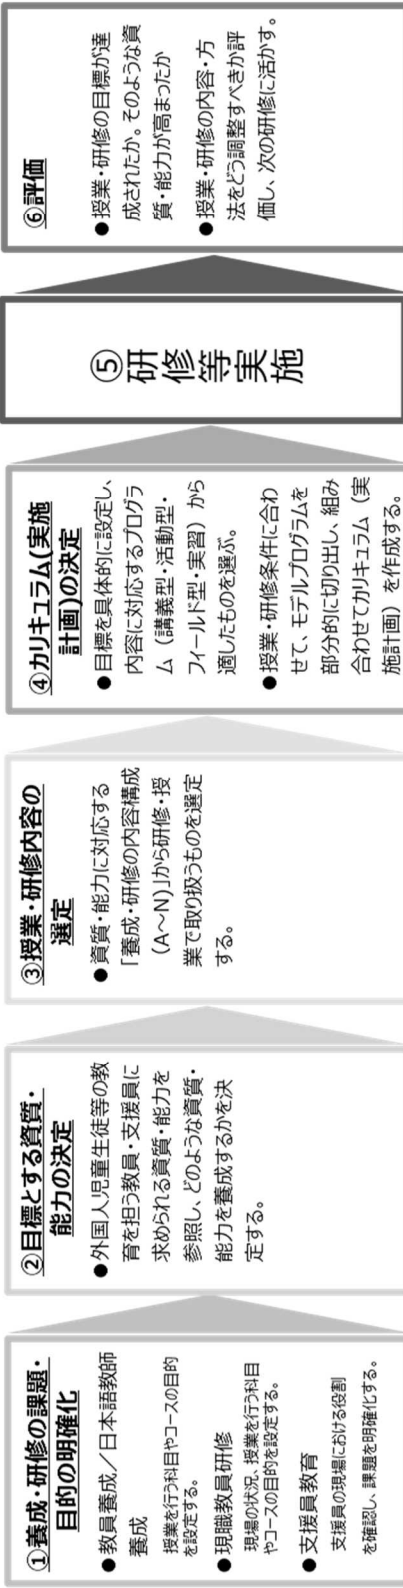 ①養成・研修の課題・
目的の明確化
●教員養成／日本語教師
養成
授業を行う科目やコースの目的
を設定する。
●現職教員研修
現場の状況、授業を行う科目
やコースの目的を設定する。
●支援員教育
支援員の現場における役割
を確認し、課題を明確化する。
②目標とする資質・
能力の決定
●外国人児童生徒等の教
育を担う教員・支援員に
求められる資質・能力を
参照し、どのような資質・
能力を養成するかを決
定する。
③授業・研修内容の
選定
●資質・能力に対応する
「養成・研修の内容構成
（A～N）」から研修・授
業で取り扱うものを選定
する。
④カリキュラム(実施
計画)の決定
●目標を具体的に設定し、
内容に対応するプログラ
ム（講義型・活動型・
フィールド型・実習）から
適したものを選ぶ。
●授業・研修条件に合わ
せて、モデルプログラムを
部分的に切り出し、組み
合わせてカリキュラム（実
施計画）を作成する。
⑤
研修等実施
⑥評価
●授業・研修の目標が達
成されたか。そのような資
質・能力が高まったか
●授業・研修の内容・方
法をどう調整すべきか評
価し、次の研修に活かす。